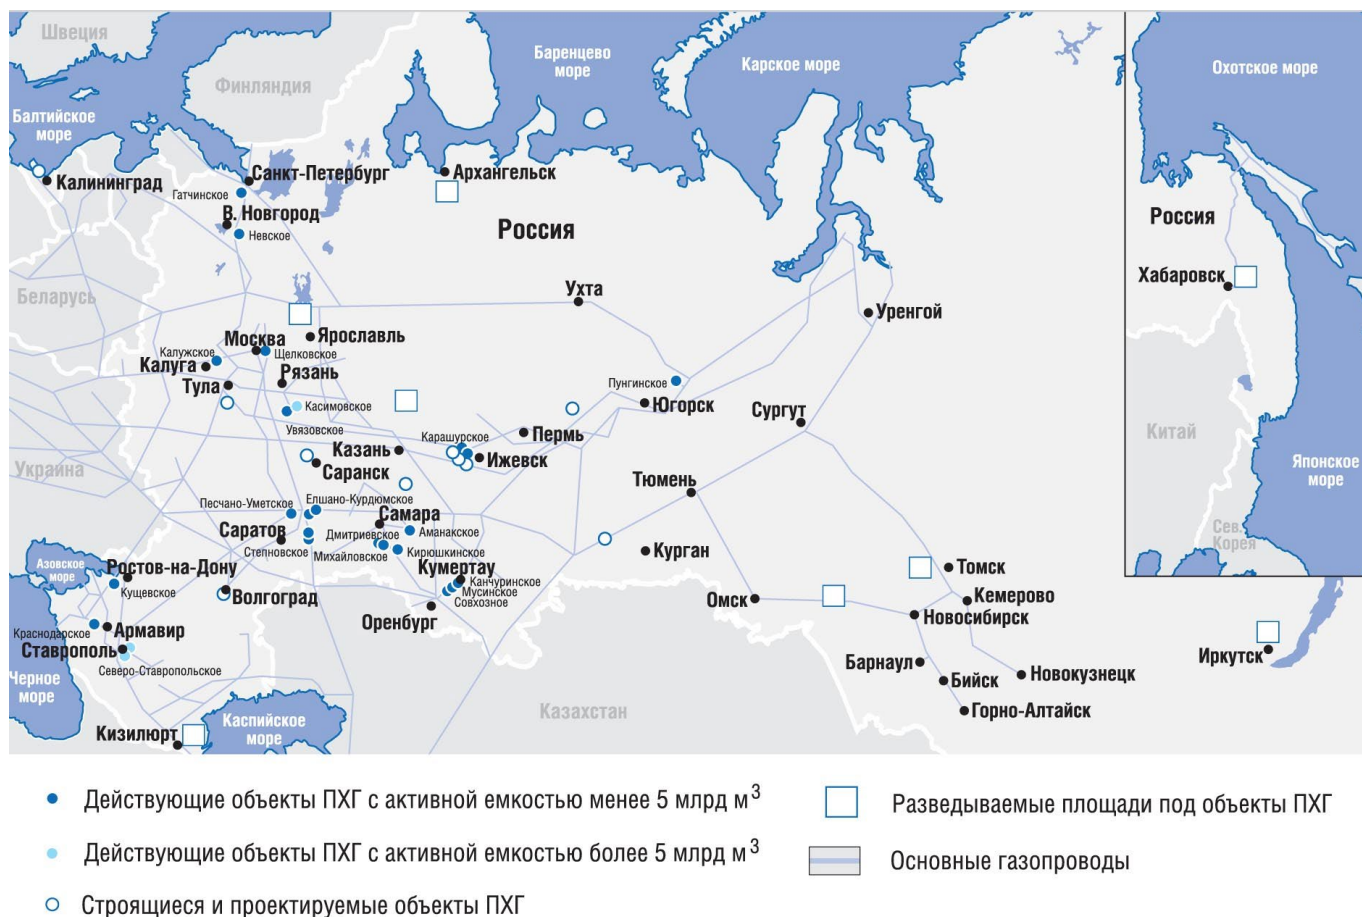 Швеция
Финляндия
Баренцево
море
Карское море
Охотское море
Балтийское
море
Калининград
Санкт-Петербург
Гатчинское
В. Новгород
Невское
Архангельск
Россия
Россия
Хабаровск
Беларусь
Ухта
Уренгой
Ярославль
Москва
Калужское
Щелковское
Калуга
Рязань
Тула
Касимовское
Увязовское
Пунгинское
Югорск
Сургут
Китай
Карашурское
Пермь
Казань
Ижевск
Саранск
Украина
Японское
море
Тюмень
Песчано-Уметское
Елшано-Курдюмское
Самара
Саратов
Дмитриевское
Аманакское
Степновское
Михайловское
Кирюшкинское
Курган
Сев.
Корея
Азовское
море
Ростов-на-Дону
Кущевское
Волгоград
Кумертау
Канчуринское
Мусинское
Совхозное
Оренбург
Томск
Омск
Кемерово
Новосибирск
Краснодарское
Армавир
Ставрополь
Северо-Ставропольское
Барнаул
Бийск
Новокузнецк
Горно-Алтайск
Иркутск
Черное
море
Каспийское
море
Казахстан
Кизилюрт
Действующие объекты ПХГ с активной емкостью менее 5 млрд м³
Действующие объекты ПХГ с активной емкостью более 5 млрд м³
Строящиеся и проектируемые объекты ПХГ
Разведываемые площади под объекты ПХГ
Основные газопроводы